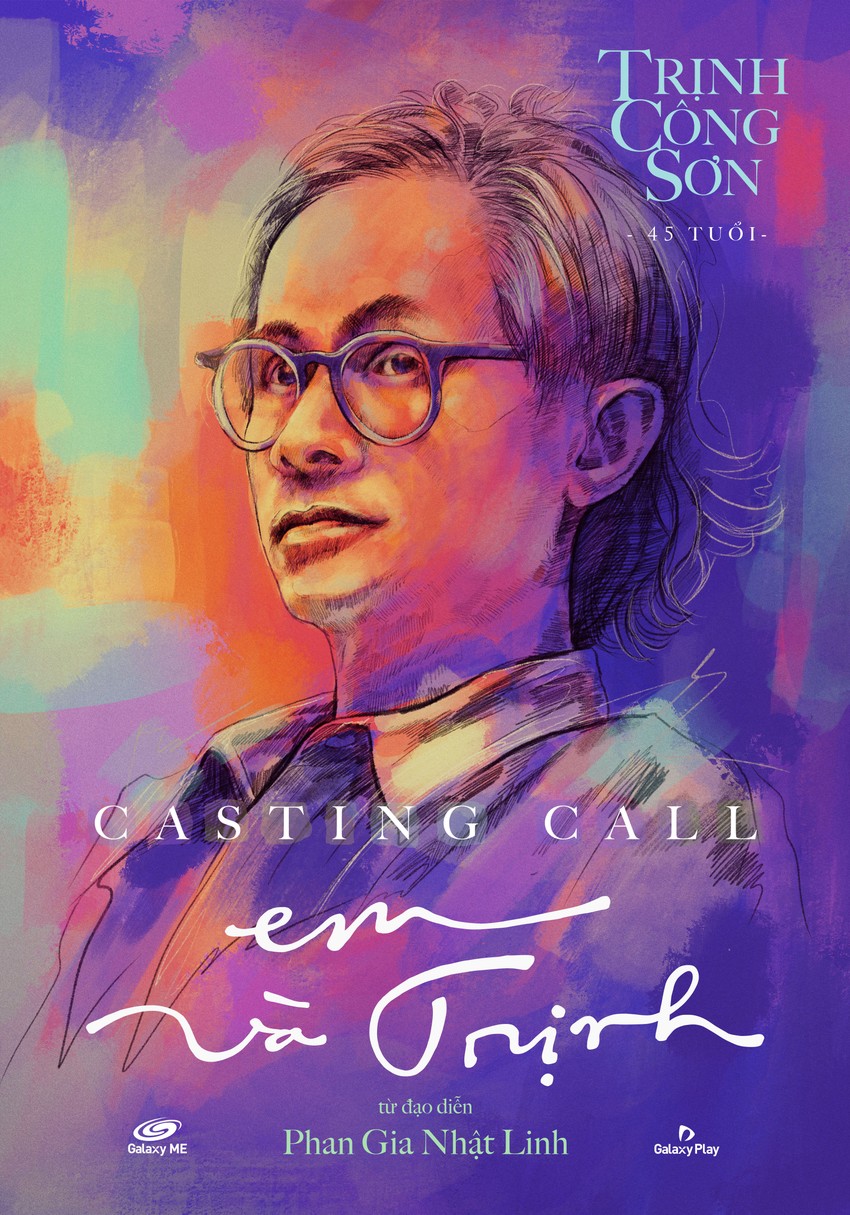 TRỊNH
CÔNG
SƠN
- 45 TUỔI-
CASTING CALL
em
và Trịnh
từ đạo diễn
Phan Gia Nhật Linh
Galaxy ME
Galaxy Play